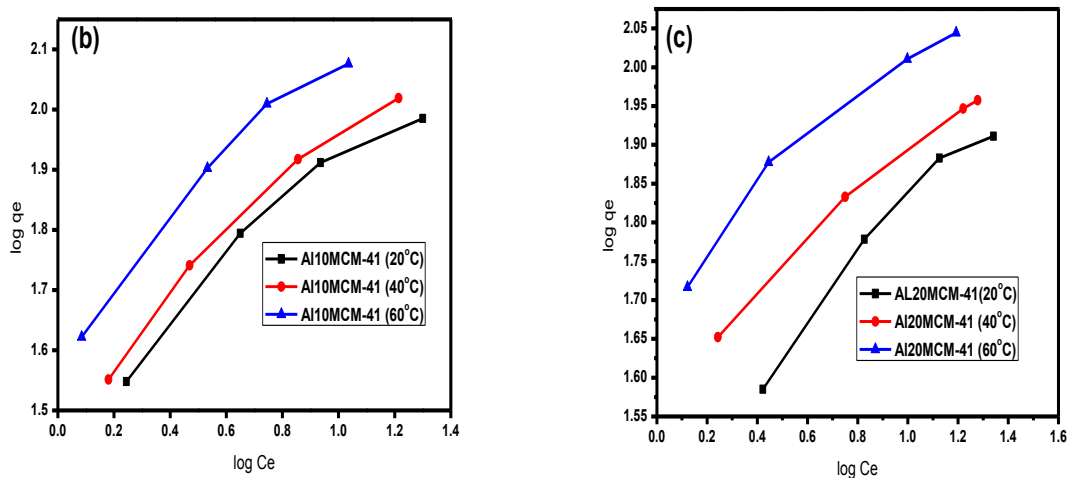 (b)
2.1
2.0
1.9
1.8
1.7
1.6
1.5
log qe
0.0 0.2 0.4 0.6 0.8 1.0 1.2 1.4
log Ce
Al10MCM-41 (20°C)
Al10MCM-41 (40°C)
Al10MCM-41 (60°C)
(c)
2.05
2.00
1.95
1.90
1.85
1.80
1.75
1.70
1.65
1.60
1.55
log qe
0.0 0.2 0.4 0.6 0.8 1.0 1.2 1.4 1.6
log Ce
AL20MCM-41(20°C)
Al20MCM-41 (40°C)
Al20MCM-41 (60°C)